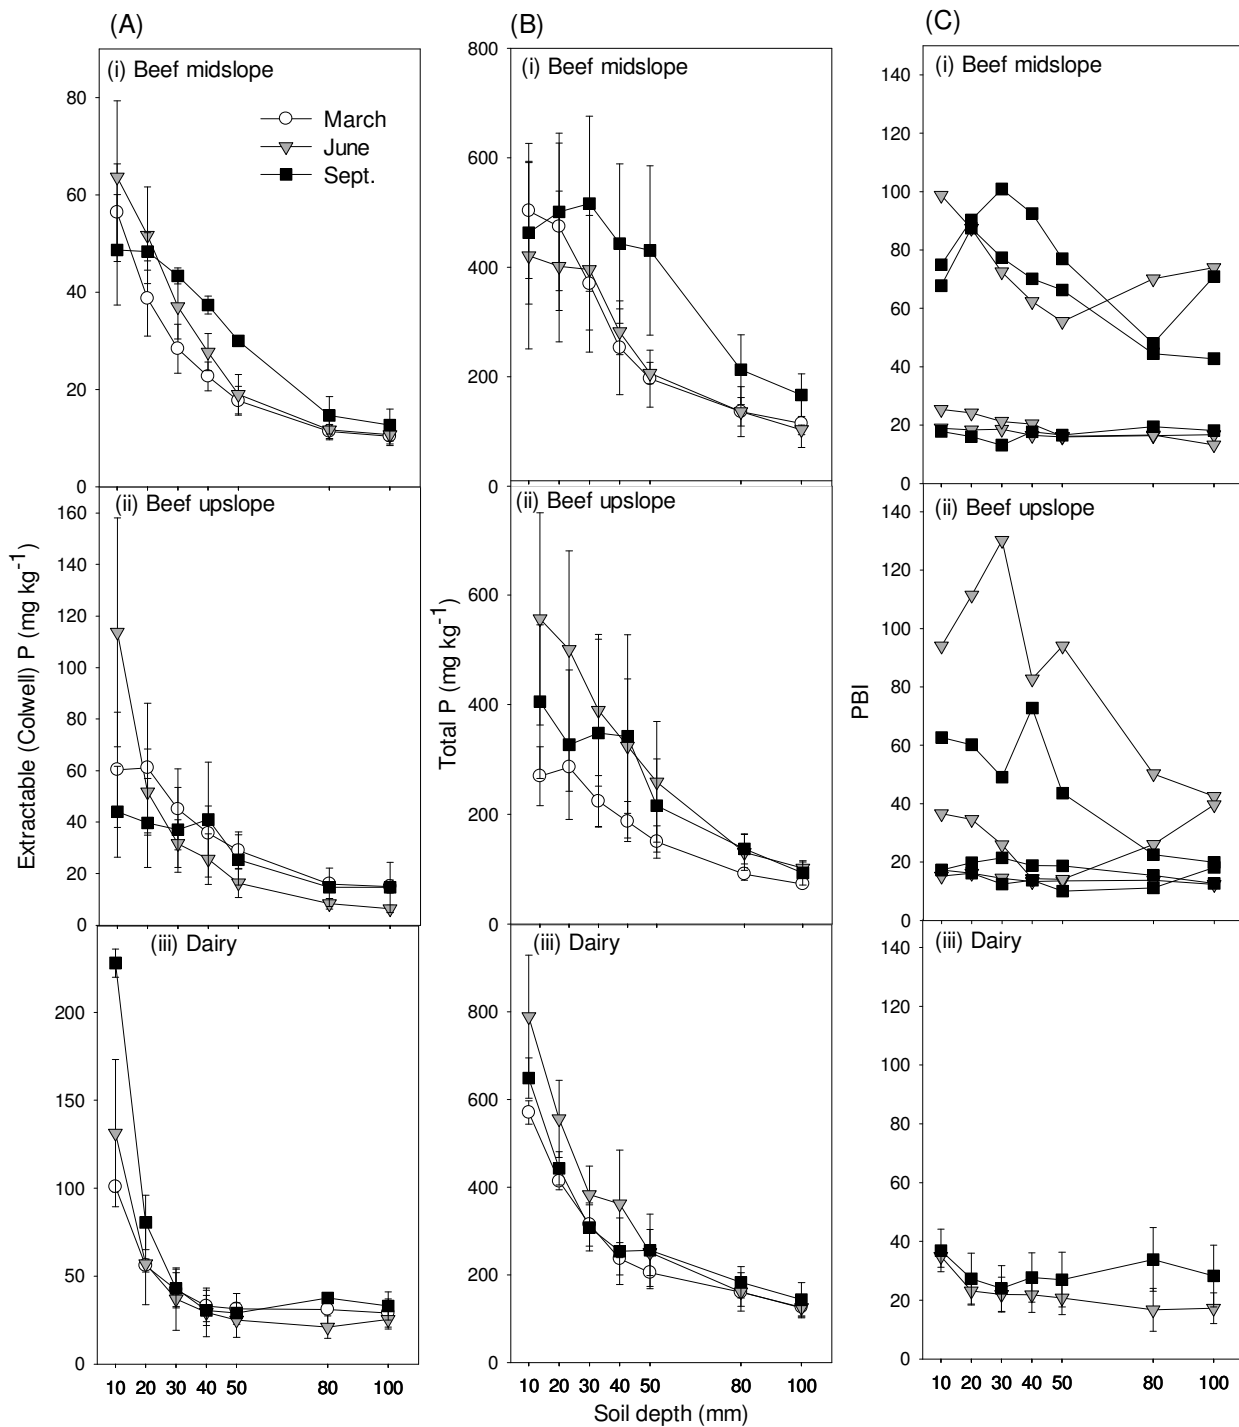 (A)
(i) Beef midslope
March
June
Sept.
80
60
40
20
0
(ii) Beef upslope
160
140
120
100
80
60
40
20
0
(iii) Dairy
200
150
100
50
0
10 20 30 40 50 80 100
Extractable (Colwell) P (mg kg⁻¹)
(B)
800
(i) Beef midslope
600
400
200
0
(ii) Beef upslope
600
400
200
0
(iii) Dairy
800
600
400
200
0
10 20 30 40 50 80 100
Total P (mg kg⁻¹)
Soil depth (mm)
(C)
(i) Beef midslope
140
120
100
80
60
40
20
0
(ii) Beef upslope
140
120
100
80
60
40
20
0
(iii) Dairy
140
120
100
80
60
40
20
0
10 20 30 40 50 80 100
PBI